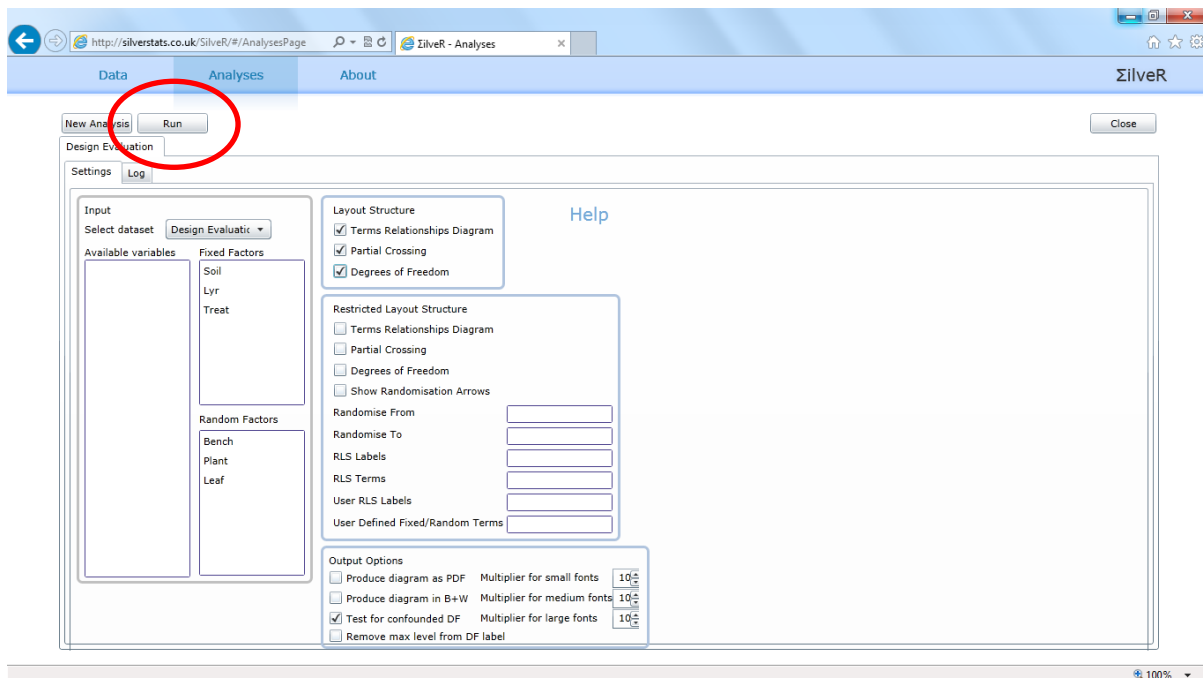 http://silverstats.co.uk/SilveR/#/AnalysesPage
ΣilveR - Analyses
Data Analyses About ΣilveR
New Analysis Run Close
Design Evaluation
Settings Log
Input
Select dataset Design Evaluatic
Available variables Fixed Factors
Soil
Lyr
Treat
Random Factors
Bench
Plant
Leaf
Layout Structure
Terms Relationships Diagram
Partial Crossing
Degrees of Freedom
Help
Restricted Layout Structure
Terms Relationships Diagram
Partial Crossing
Degrees of Freedom
Show Randomisation Arrows
Randomise From
Randomise To
RLS Labels
RLS Terms
User RLS Labels
User Defined Fixed/Random Terms
Output Options
Produce diagram as PDF Multiplier for small fonts 10
Produce diagram in B+W Multiplier for medium fonts 10
Test for confounded DF Multiplier for large fonts 10
Remove max level from DF label
100%